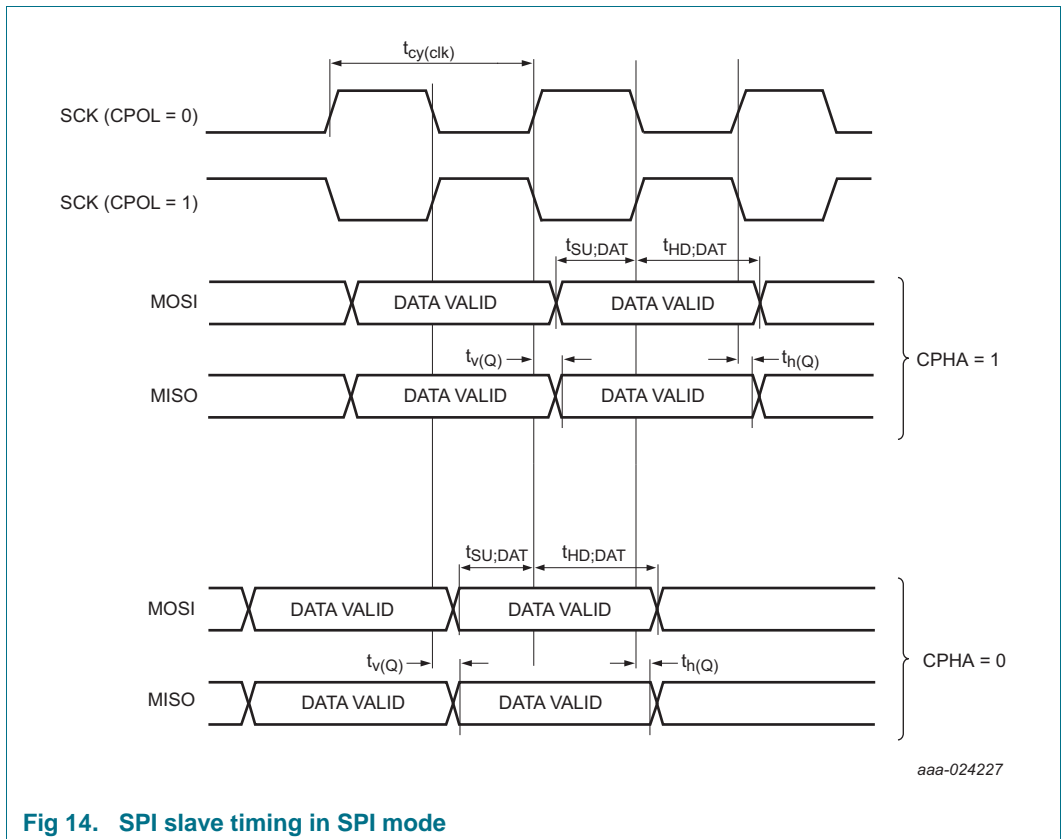 tcy(clk)
SCK (CPOL = 0)
SCK (CPOL = 1)
tSU;DAT
tHD;DAT
MOSI
DATA VALID
DATA VALID
tv(Q)
th(Q)
CPHA = 1
MISO
DATA VALID
DATA VALID
tSU;DAT
tHD;DAT
MOSI
DATA VALID
DATA VALID
tv(Q)
th(Q)
CPHA = 0
MISO
DATA VALID
DATA VALID
aaa-024227
Fig 14. SPI slave timing in SPI mode